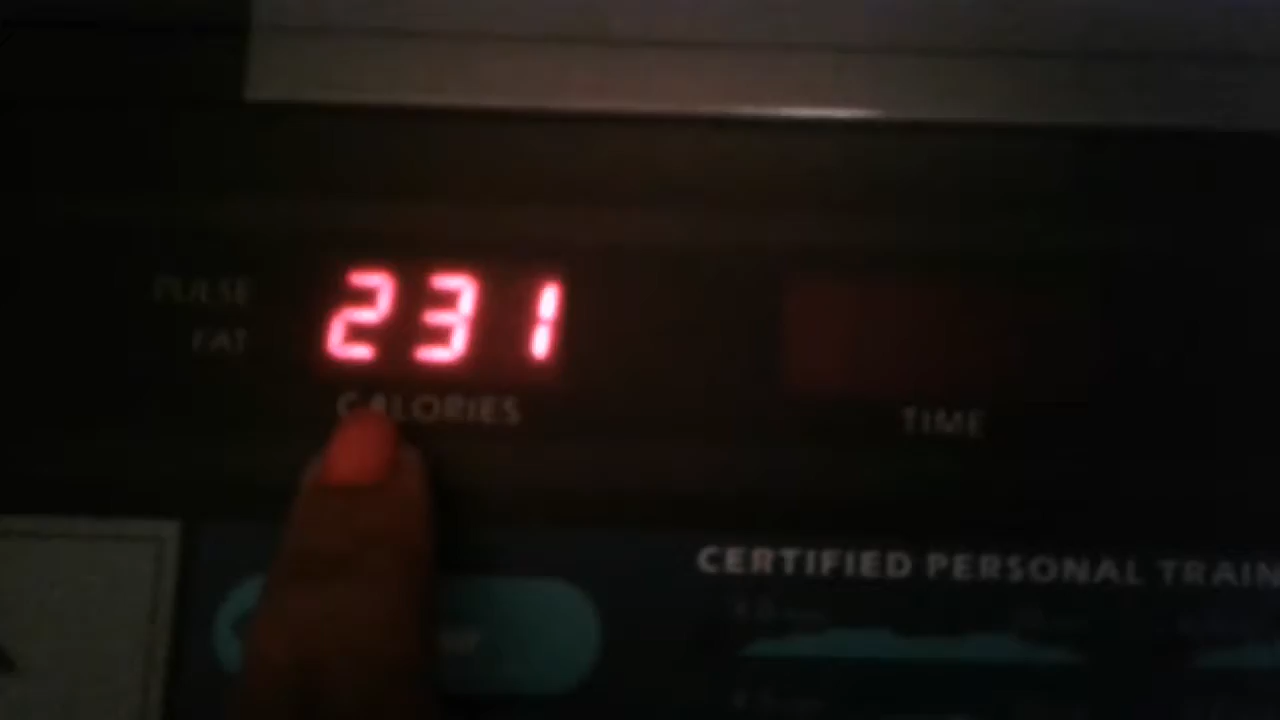 PULSE
231
FAT
CALORIES
TIME
CERTIFIED PERSONAL TRAIN